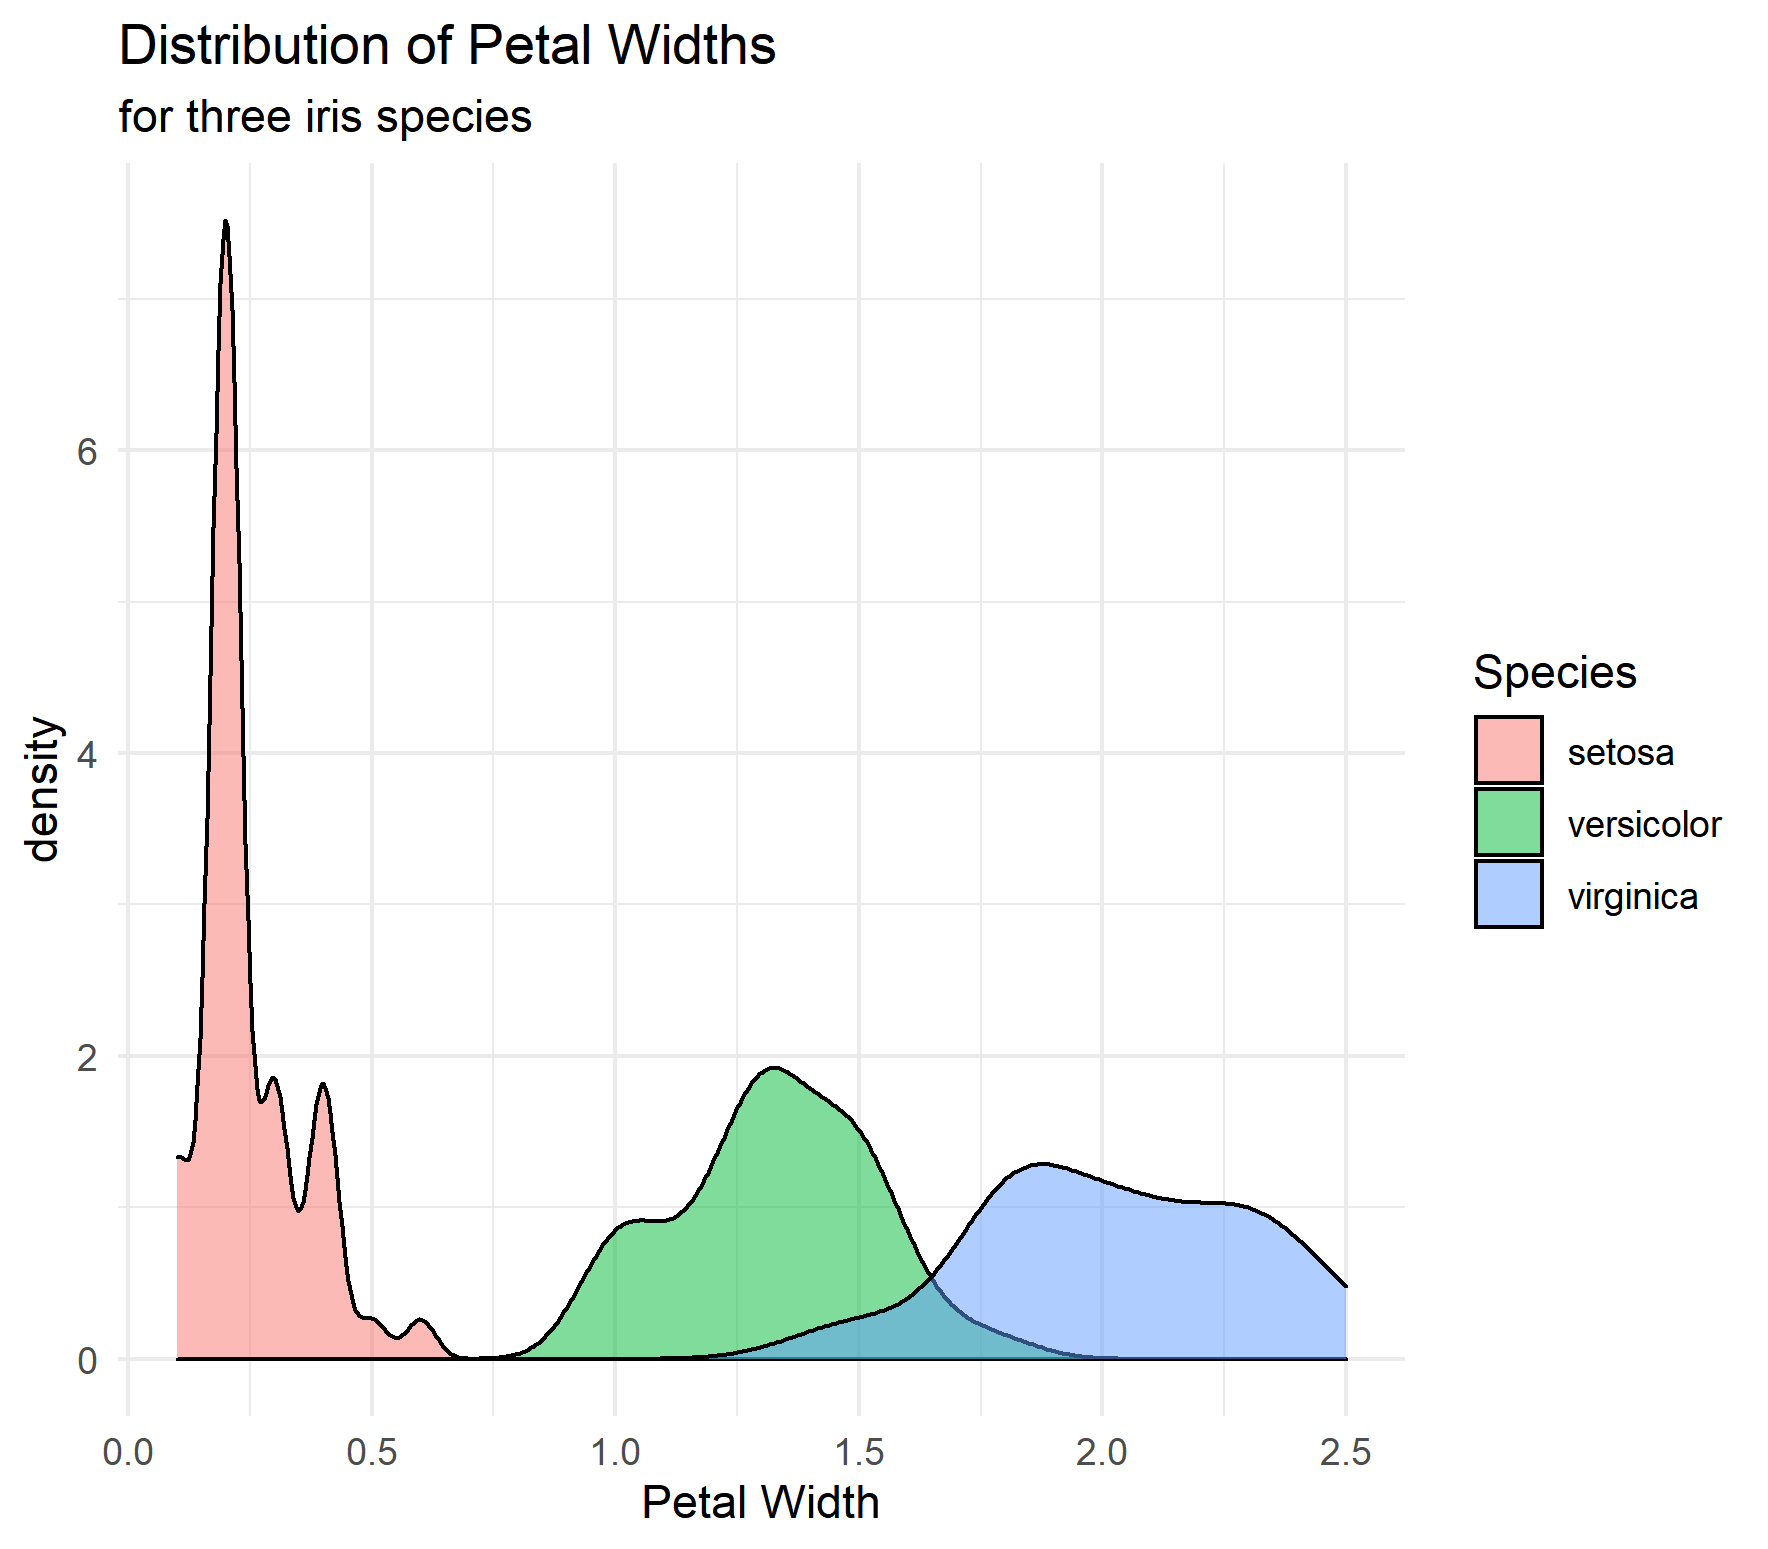 Distribution of Petal Widths
for three iris species
density
6
4
2
0
0.0 0.5 1.0 1.5 2.0 2.5
Petal Width
Species
setosa
versicolor
virginica